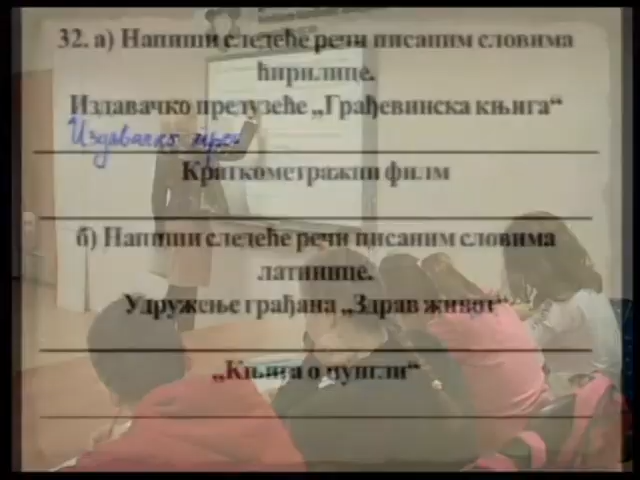 32. а) Напиши следеће речи писаним словима
ћирилице.
Издавачко предузеће „Грађевинска књига“
Издавачко пред
Краткометражни филм
б) Напиши следеће речи писаним словима
латинице.
Удружење грађана „Здрав живот“
„Књига о џунгли“